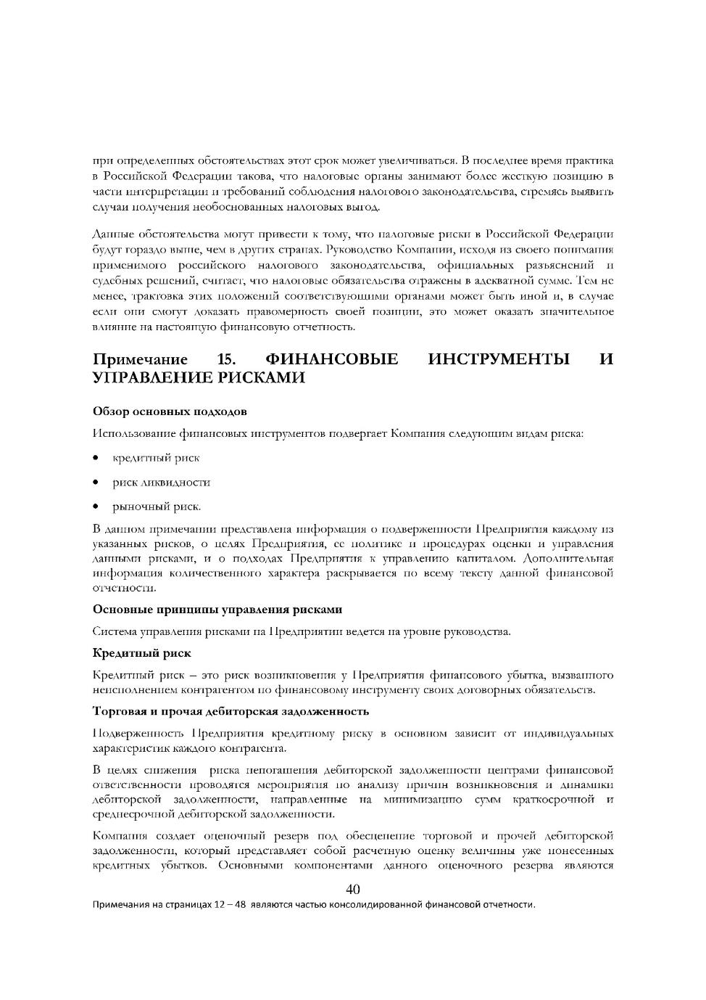 при определенных обстоятельствах этот срок может увеличиваться. В последнее время практика
в Российской Федерации такова, что налоговые органы занимают более жесткую позицию в
части интерпретации и требований соблюдения налогового законодательства, стремясь выявить
случаи получения необоснованных налоговых выгод.
Данные обстоятельства могут привести к тому, что налоговые риски в Российской Федерации
будут гораздо выше, чем в других странах. Руководство Компании, исходя из своего понимания
применимого российского налогового законодательства, официальных разъяснений и
судебных решений, считает, что налоговые обязательства отражены в адекватной сумме. Тем не
менее, трактовка этих положений соответствующими органами может быть иной и, в случае
если они смогут доказать правомерность своей позиции, это может оказать значительное
влияние на настоящую финансовую отчетность.
Примечание 15. ФИНАНСОВЫЕ ИНСТРУМЕНТЫ И
УПРАВЛЕНИЕ РИСКАМИ
Обзор основных подходов
Использование финансовых инструментов подвергает Компания следующим видам риска:
• кредитный риск
• риск ликвидности
• рыночный риск.
В данном примечании представлена информация о подверженности Предприятия каждому из
указанных рисков, о целях Предприятия, ее политике и процедурах оценки и управления
данными рисками, и о подходах Предприятия к управлению капиталом. Дополнительная
информация количественного характера раскрывается по всему тексту данной финансовой
отчетности.
Основные принципы управления рисками
Система управления рисками на Предприятии ведется на уровне руководства.
Кредитный риск
Кредитный риск – это риск возникновения у Предприятия финансового убытка, вызванного
неисполнением контрагентом по финансовому инструменту своих договорных обязательств.
Торговая и прочая дебиторская задолженность
Подверженность Предприятия кредитному риску в основном зависит от индивидуальных
характеристик каждого контрагента.
В целях снижения риска непогашения дебиторской задолженности центрами финансовой
ответственности проводятся мероприятия по анализу причин возникновения и динамики
дебиторской задолженности, направленные на минимизацию сумм краткосрочной и
среднесрочной дебиторской задолженности.
Компания создает оценочный резерв под обесценение торговой и прочей дебиторской
задолженности, который представляет собой расчетную оценку величины уже понесенных
кредитных убытков. Основными компонентами данного оценочного резерва являются
40
Примечания на страницах 12 – 48 являются частью консолидированной финансовой отчетности.